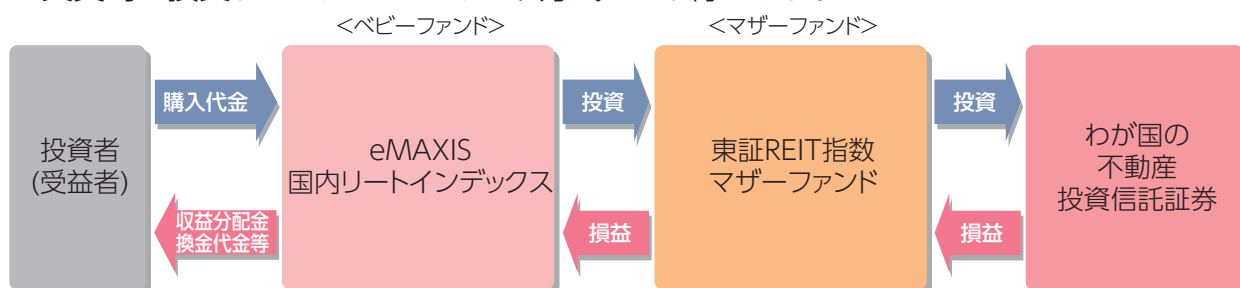 <ベビーファンド>
<マザーファンド>
投資者
(受益者)
購入代金
収益分配金
換金代金等
eMAXIS
国内リートインデックス
投資
損益
東証REIT指数
マザーファンド
投資
損益
わが国の
不動産
投資信託証券